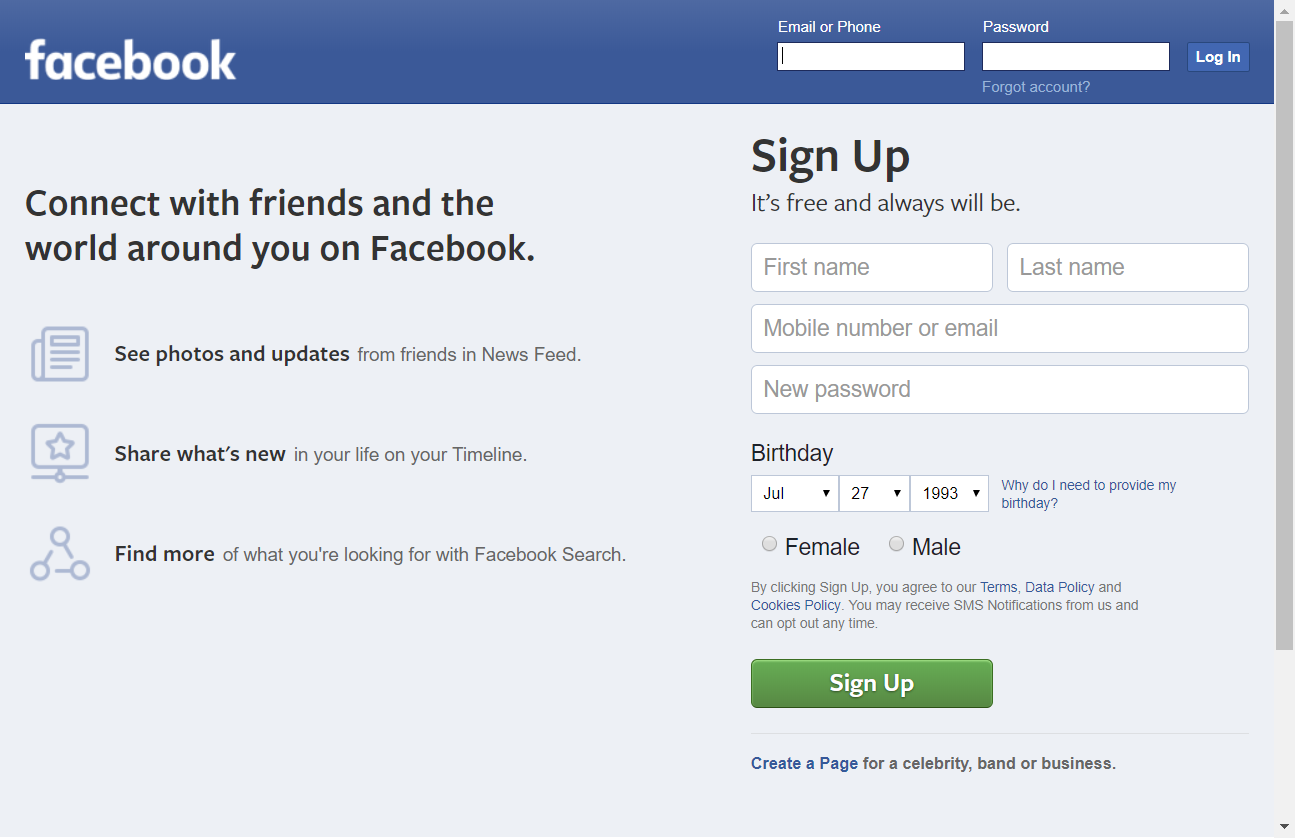 facebook
Email or Phone
Password
Log In
Forgot account?
Connect with friends and the
world around you on Facebook.
See photos and updates from friends in News Feed.
Share what's new in your life on your Timeline.
Find more of what you're looking for with Facebook Search.
Sign Up
It's free and always will be.
First name
Last name
Mobile number or email
New password
Birthday
Jul 27 1993
Why do I need to provide my
birthday?
Female Male
By clicking Sign Up, you agree to our Terms, Data Policy and
Cookies Policy. You may receive SMS Notifications from us and
can opt out any time.
Sign Up
Create a Page for a celebrity, band or business.